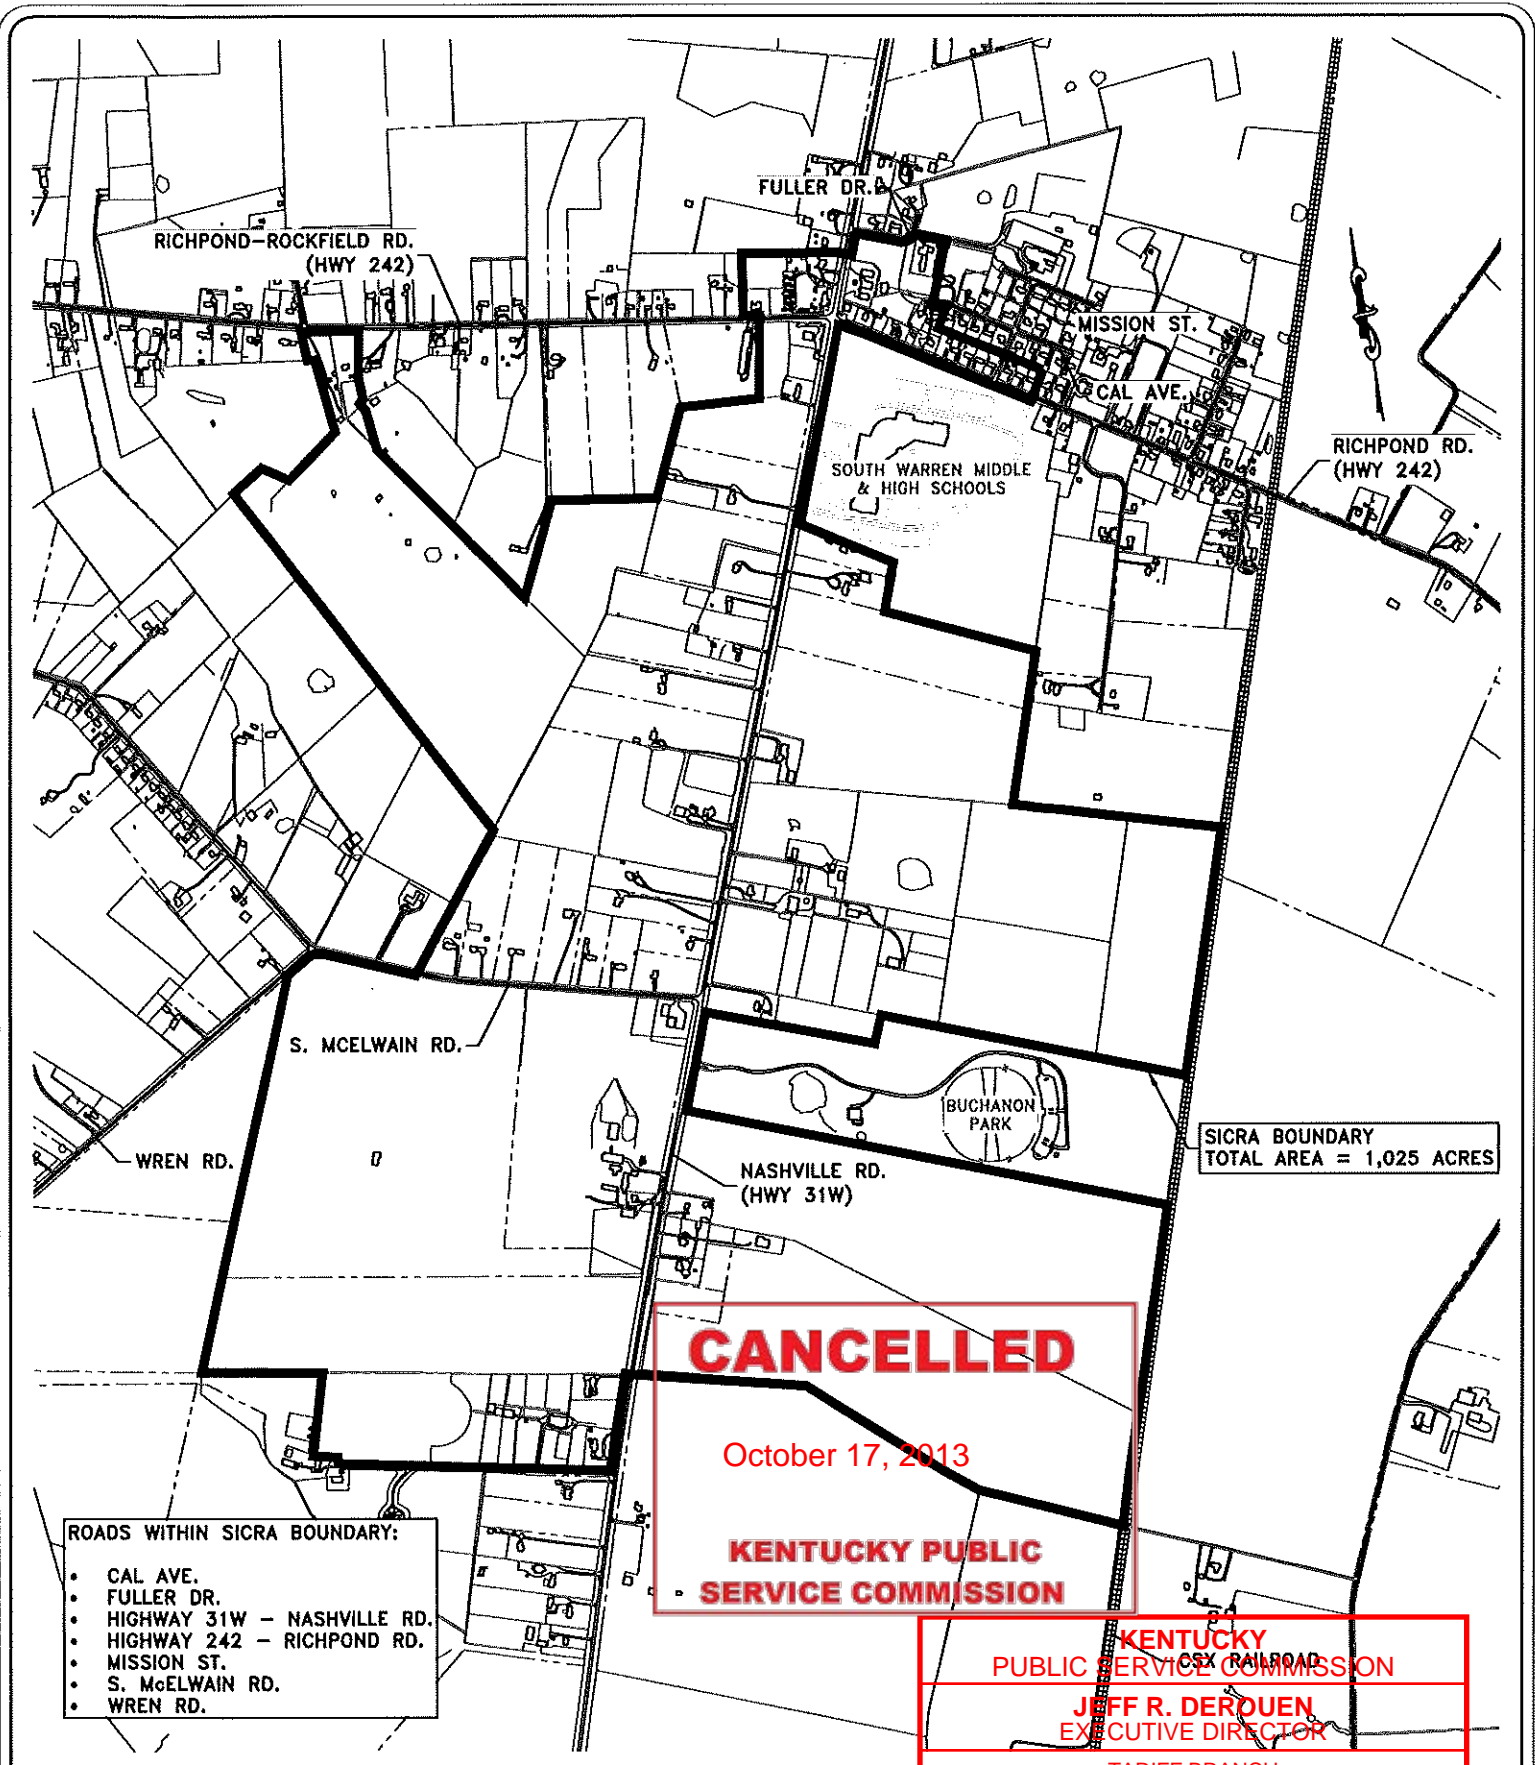 FULLER DR.
RICHPOND-ROCKFIELD RD.
(HWY 242)
MISSION ST.
CAL AVE.
RICHPOND RD.
(HWY 242)
SOUTH WARREN MIDDLE
& HIGH SCHOOLS
S. MCELWAIN RD.
BUCHANON
PARK
SICRA BOUNDARY
TOTAL AREA = 1,025 ACRES
WREN RD.
NASHVILLE RD.
(HWY 31W)
CANCELLED
October 17, 2013
KENTUCKY PUBLIC
SERVICE COMMISSION
ROADS WITHIN SICRA BOUNDARY:
• CAL AVE.
• FULLER DR.
• HIGHWAY 31W – NASHVILLE RD.
• HIGHWAY 242 – RICHPOND RD.
• MISSION ST.
• S. McELWAIN RD.
• WREN RD.
KENTUCKY
PUBLIC SERVICE COMMISSION
CSX RAILROAD
JEFF R. DEROUEN
EXECUTIVE DIRECTOR
TARIFF BRANCH